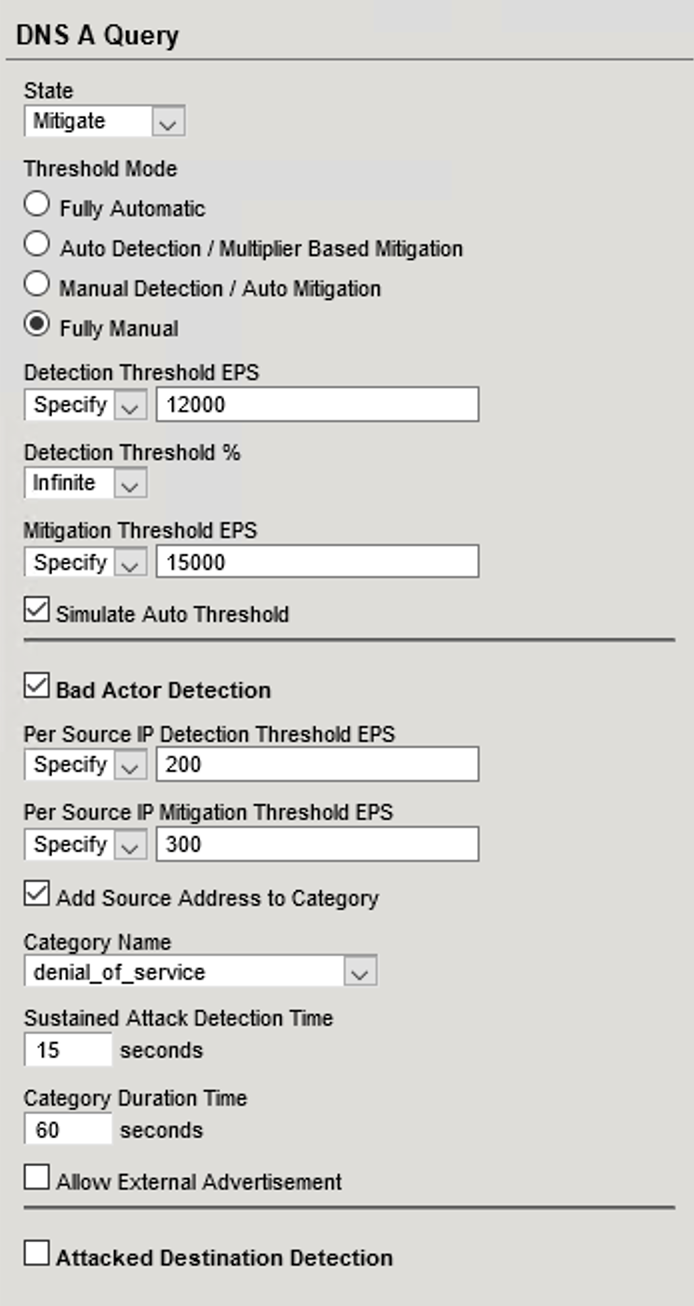 DNS A Query
State
Mitigate
Threshold Mode
Fully Automatic
Auto Detection / Multiplier Based Mitigation
Manual Detection / Auto Mitigation
Fully Manual
Detection Threshold EPS
Specify 12000
Detection Threshold %
Infinite
Mitigation Threshold EPS
Specify 15000
Simulate Auto Threshold
Bad Actor Detection
Per Source IP Detection Threshold EPS
Specify 200
Per Source IP Mitigation Threshold EPS
Specify 300
Add Source Address to Category
Category Name
denial_of_service
Sustained Attack Detection Time
15 seconds
Category Duration Time
60 seconds
Allow External Advertisement
Attacked Destination Detection